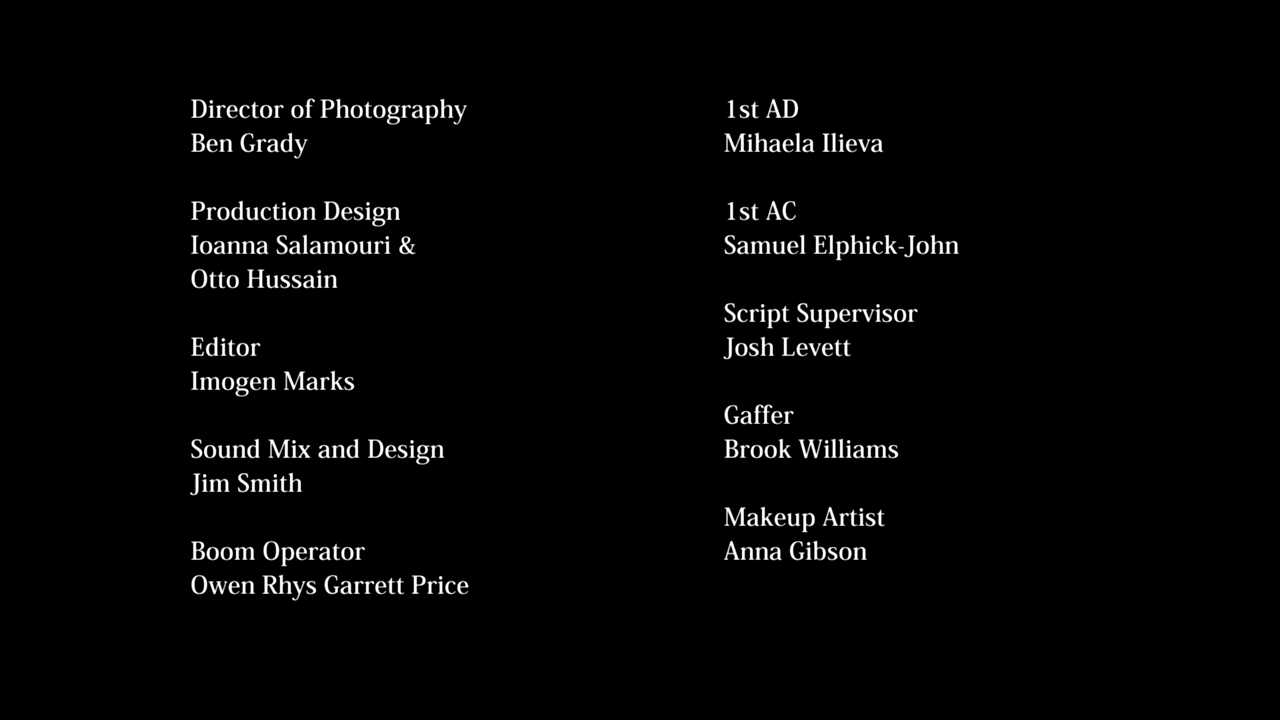 Director of Photography
Ben Grady
Production Design
Ioanna Salamouri &
Otto Hussain
Editor
Imogen Marks
Sound Mix and Design
Jim Smith
Boom Operator
Owen Rhys Garrett Price
1st AD
Mihaela Ilieva
1st AC
Samuel Elphick-John
Script Supervisor
Josh Levett
Gaffer
Brook Williams
Makeup Artist
Anna Gibson